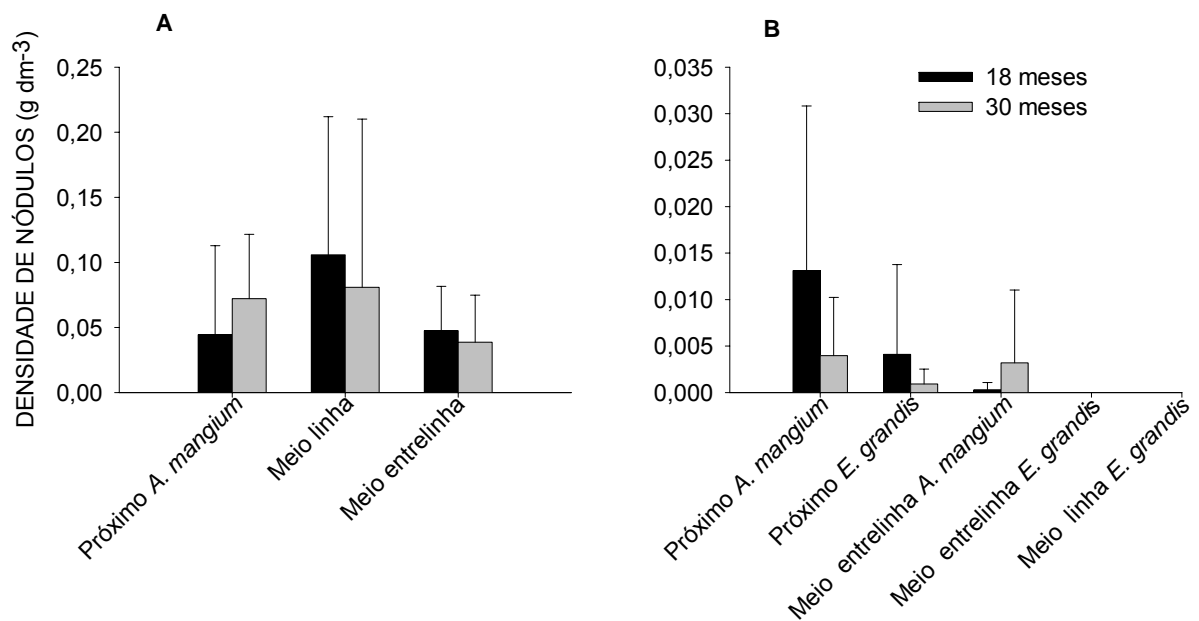 A
DENSIDADE DE NÓDULOS (g dm-3)
0,25
0,20
0,15
0,10
0,05
0,00
Próximo A. mangium
Meio linha
Meio entrelinha
B
0,035
0,030
0,025
0,020
0,015
0,010
0,005
0,000
18 meses
30 meses
Próximo A. mangium
Próximo E. grandis
Meio entrelinha A. mangium
Meio entrelinha E. grandis
Meio linha E. grandis